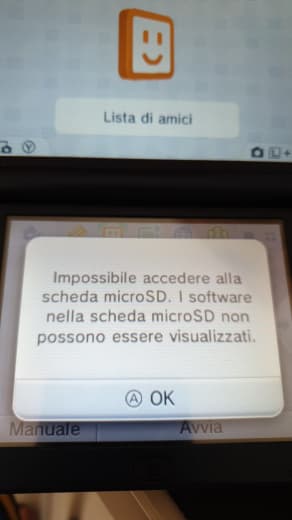 Lista di amici
Y
L +
Impossibile accedere alla
scheda microSD. I software
nella scheda microSD non
possono essere visualizzati.
A OK
Manuale
Avvia